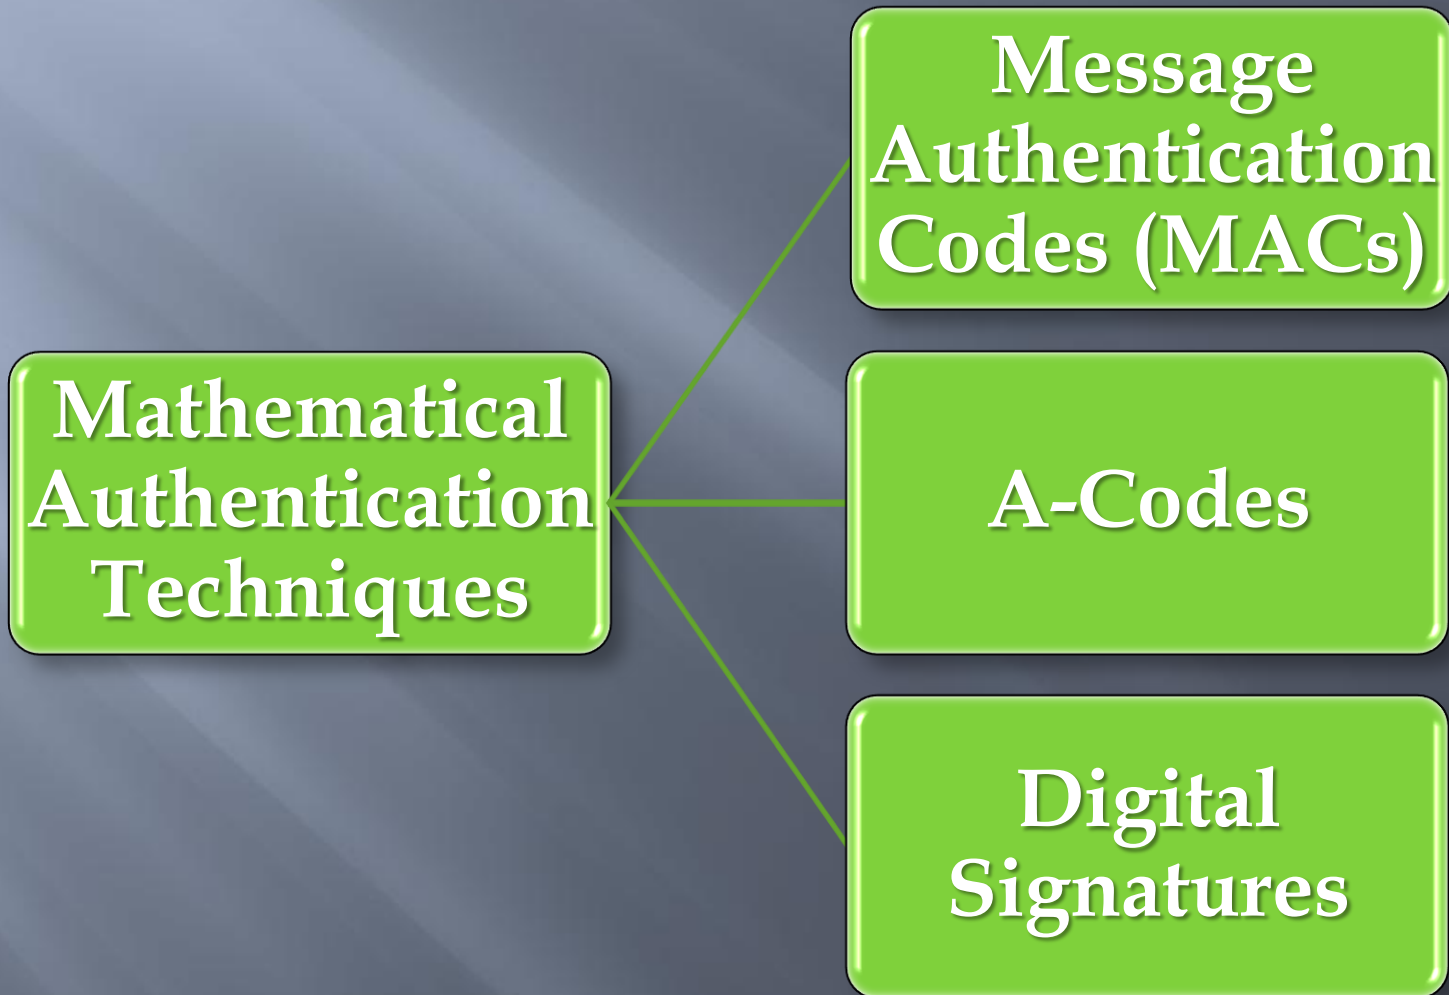 Mathematical
Authentication
Techniques
Message
Authentication
Codes (MACs)
A-Codes
Digital
Signatures